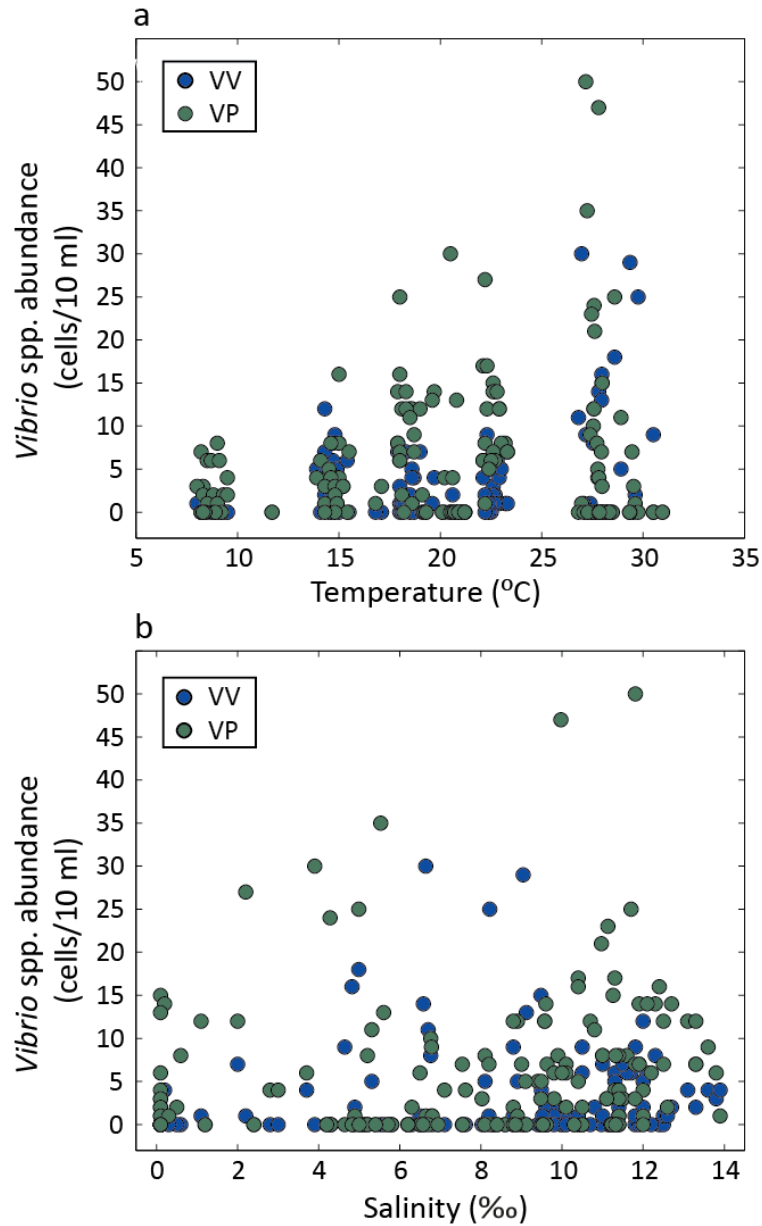 a
VV
VP
50
45
40
35
30
25
20
15
10
5
0
Vibrio spp. abundance
(cells/10 ml)
5 10 15 20 25 30 35
Temperature (⁰C)
b
VV
VP
50
45
40
35
30
25
20
15
10
5
0
Vibrio spp. abundance
(cells/10 ml)
0 2 4 6 8 10 12 14
Salinity (‰)